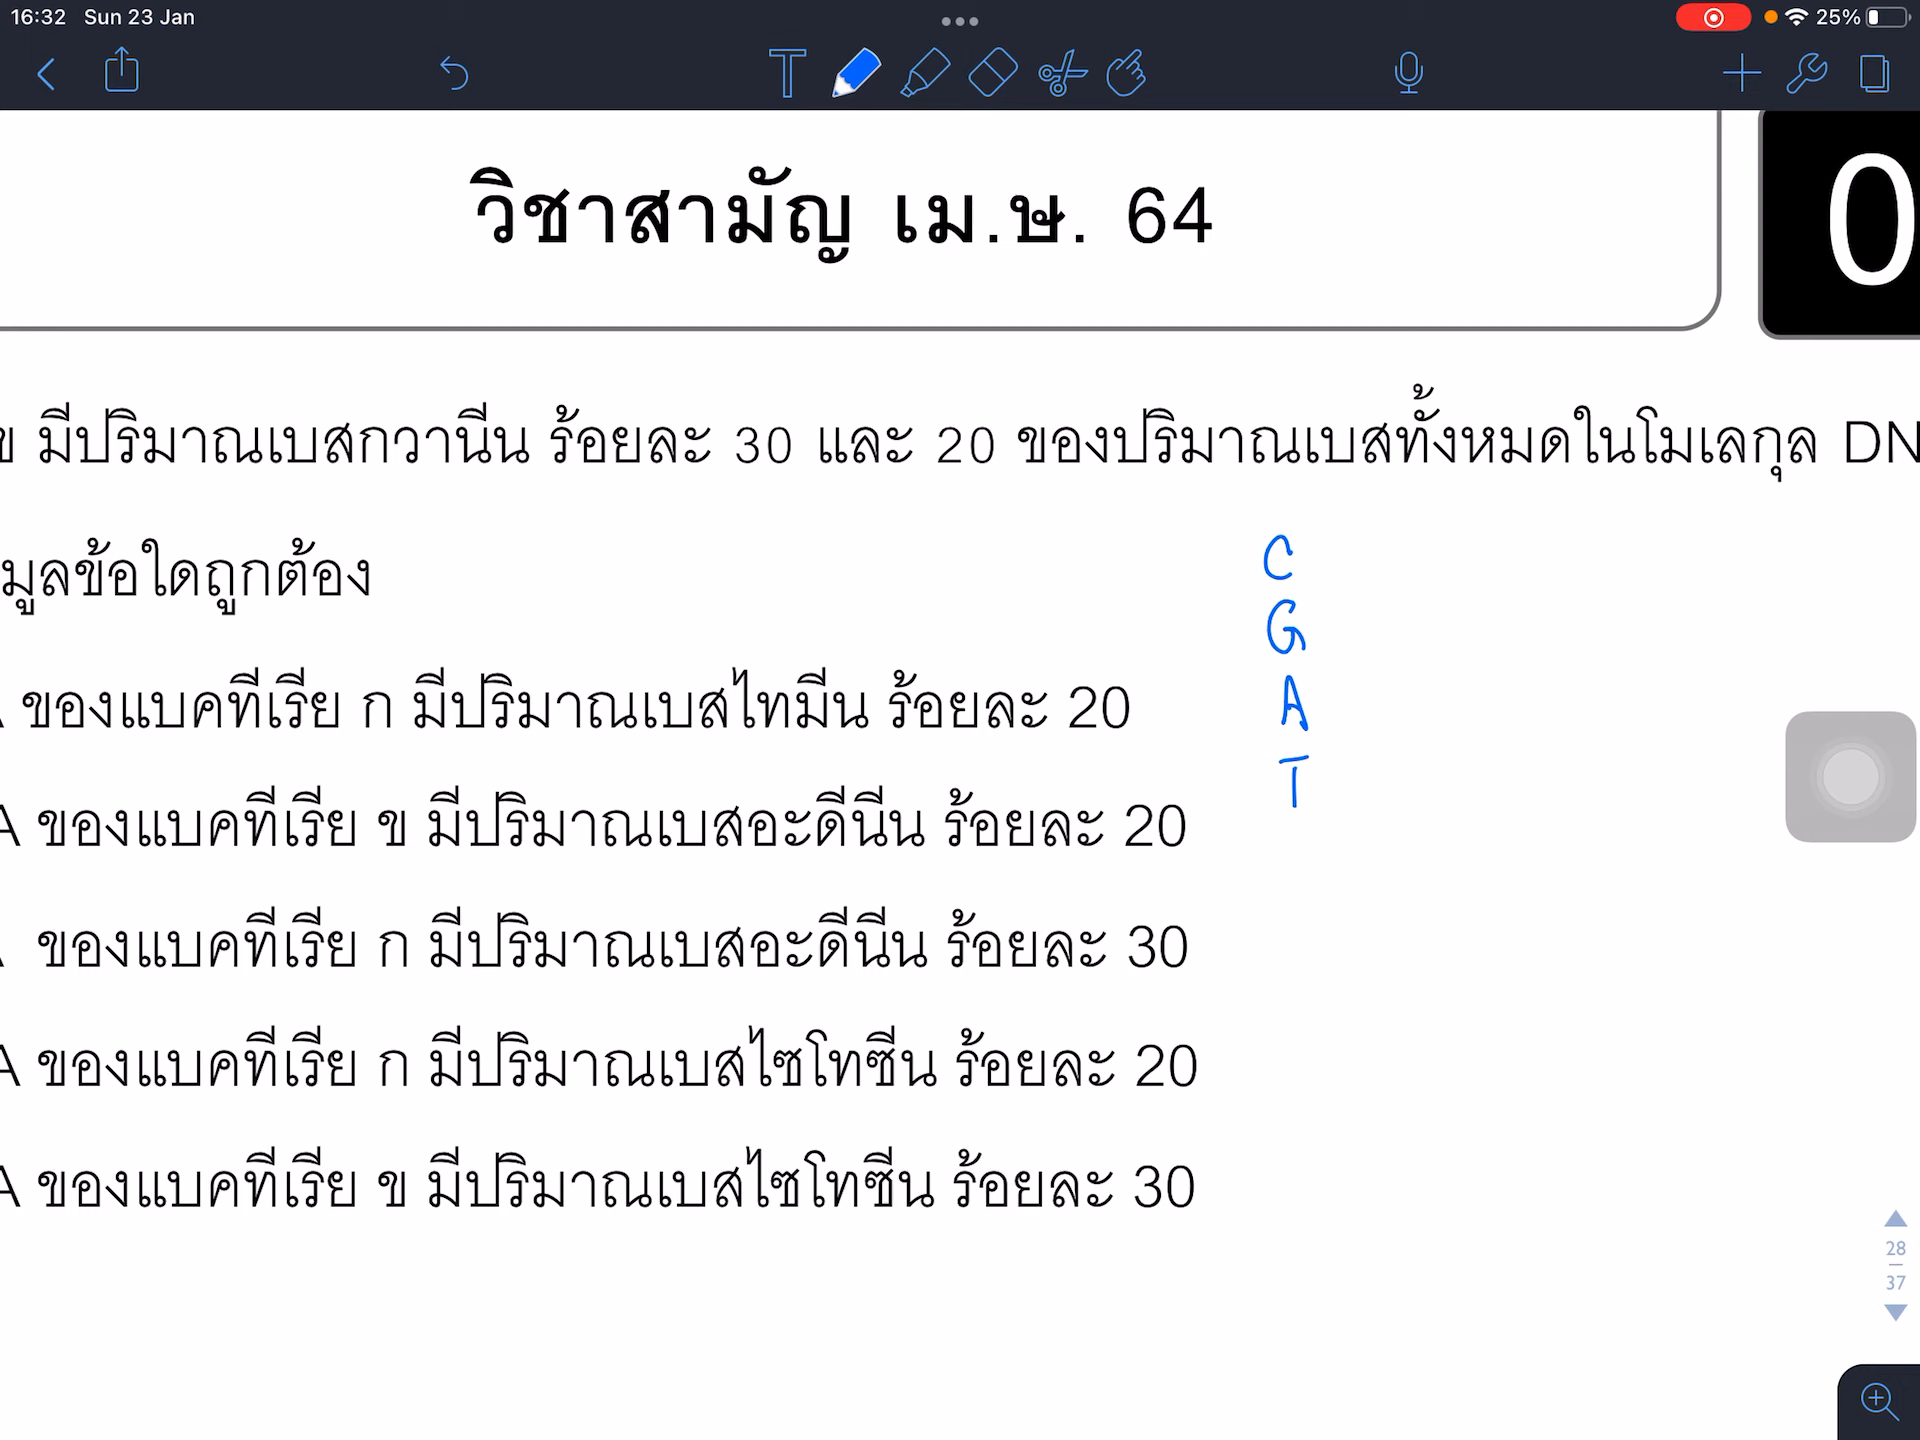 16:32 Sun 23 Jan
25%
วิชาสามัญ เม.ษ. 64
0
ข มีปริมาณเบสกวานีน ร้อยละ 30 และ 20 ของปริมาณเบสทั้งหมดในโมเลกุล DN
มูลข้อใดถูกต้อง
A ของแบคทีเรีย ก มีปริมาณเบสไทมีน ร้อยละ 20
A ของแบคทีเรีย ข มีปริมาณเบสอะดีนีน ร้อยละ 20
A ของแบคทีเรีย ก มีปริมาณเบสอะดีนีน ร้อยละ 30
A ของแบคทีเรีย ก มีปริมาณเบสไซโทซีน ร้อยละ 20
A ของแบคทีเรีย ข มีปริมาณเบสไซโทซีน ร้อยละ 30
C
G
A
T
28
37